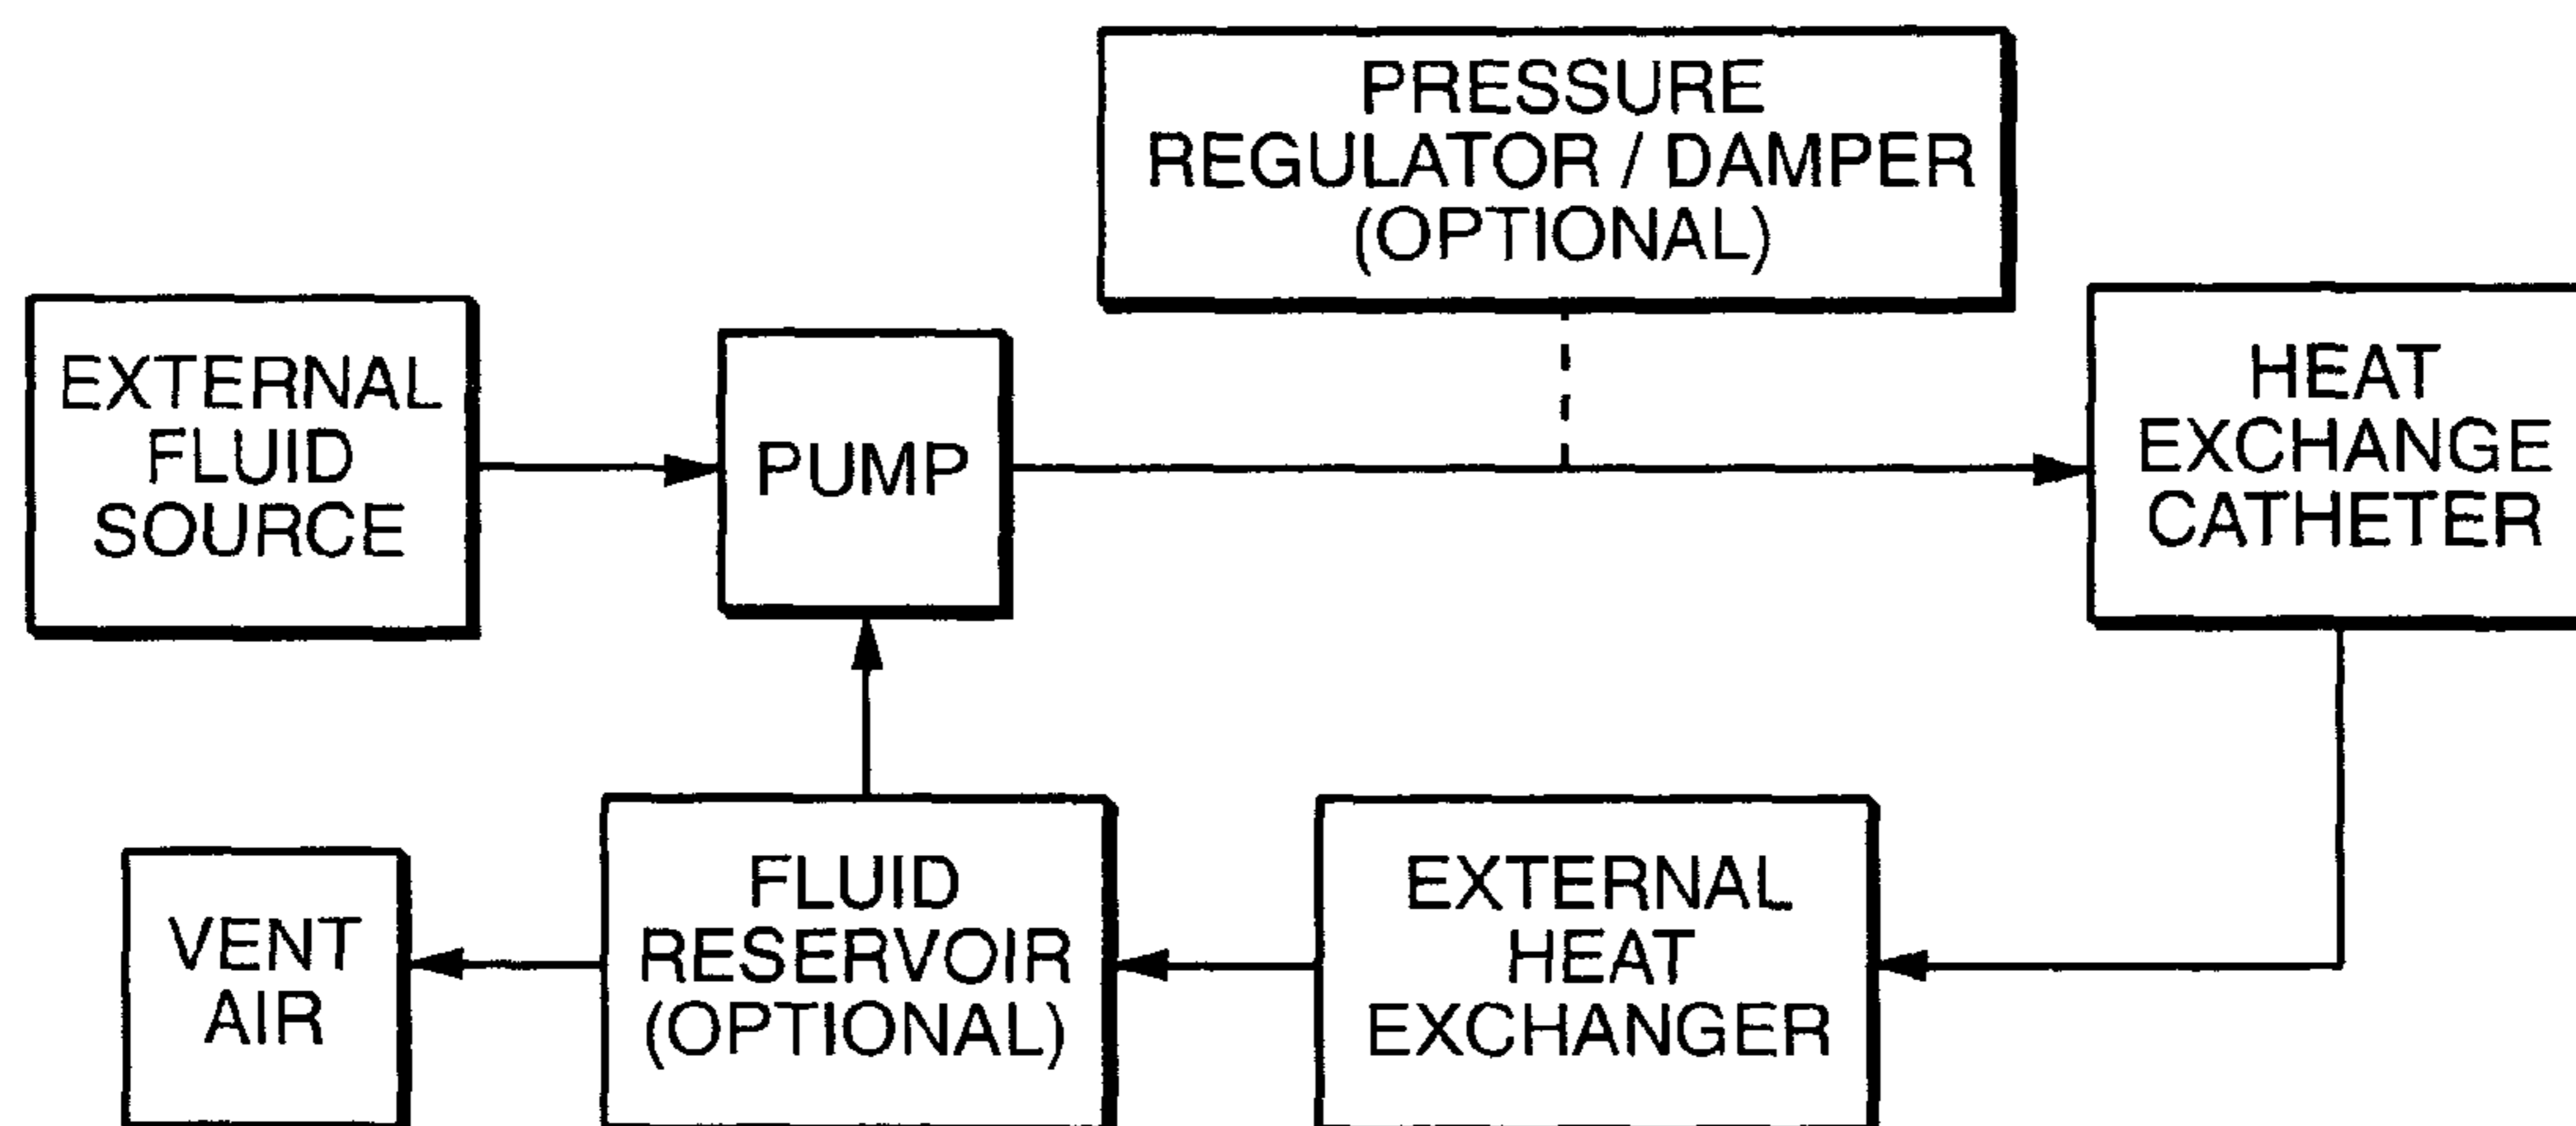 PRESSURE
REGULATOR / DAMPER
(OPTIONAL)
EXTERNAL
FLUID
SOURCE
PUMP
HEAT
EXCHANGE
CATHETER
VENT
AIR
FLUID
RESERVOIR
(OPTIONAL)
EXTERNAL
HEAT
EXCHANGER